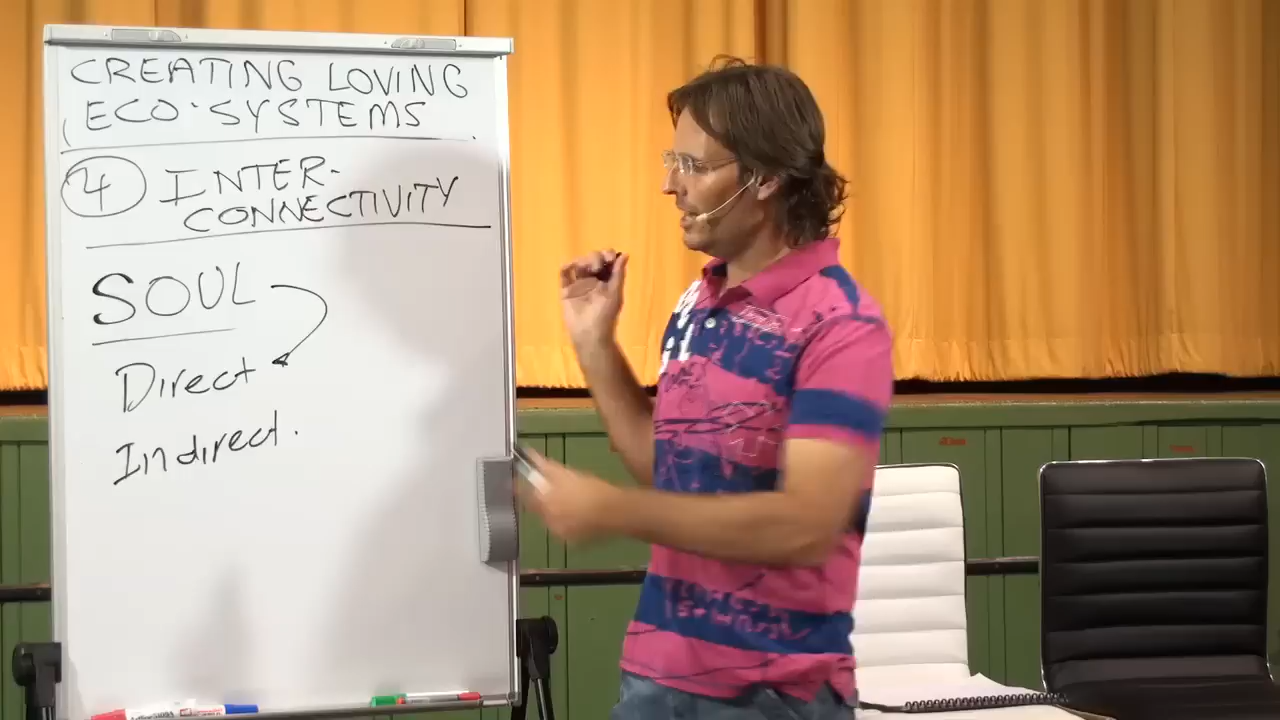 CREATING LOVING
ECO-SYSTEMS
4 INTER-
CONNECTIVITY
SOUL
Direct
Indirect.